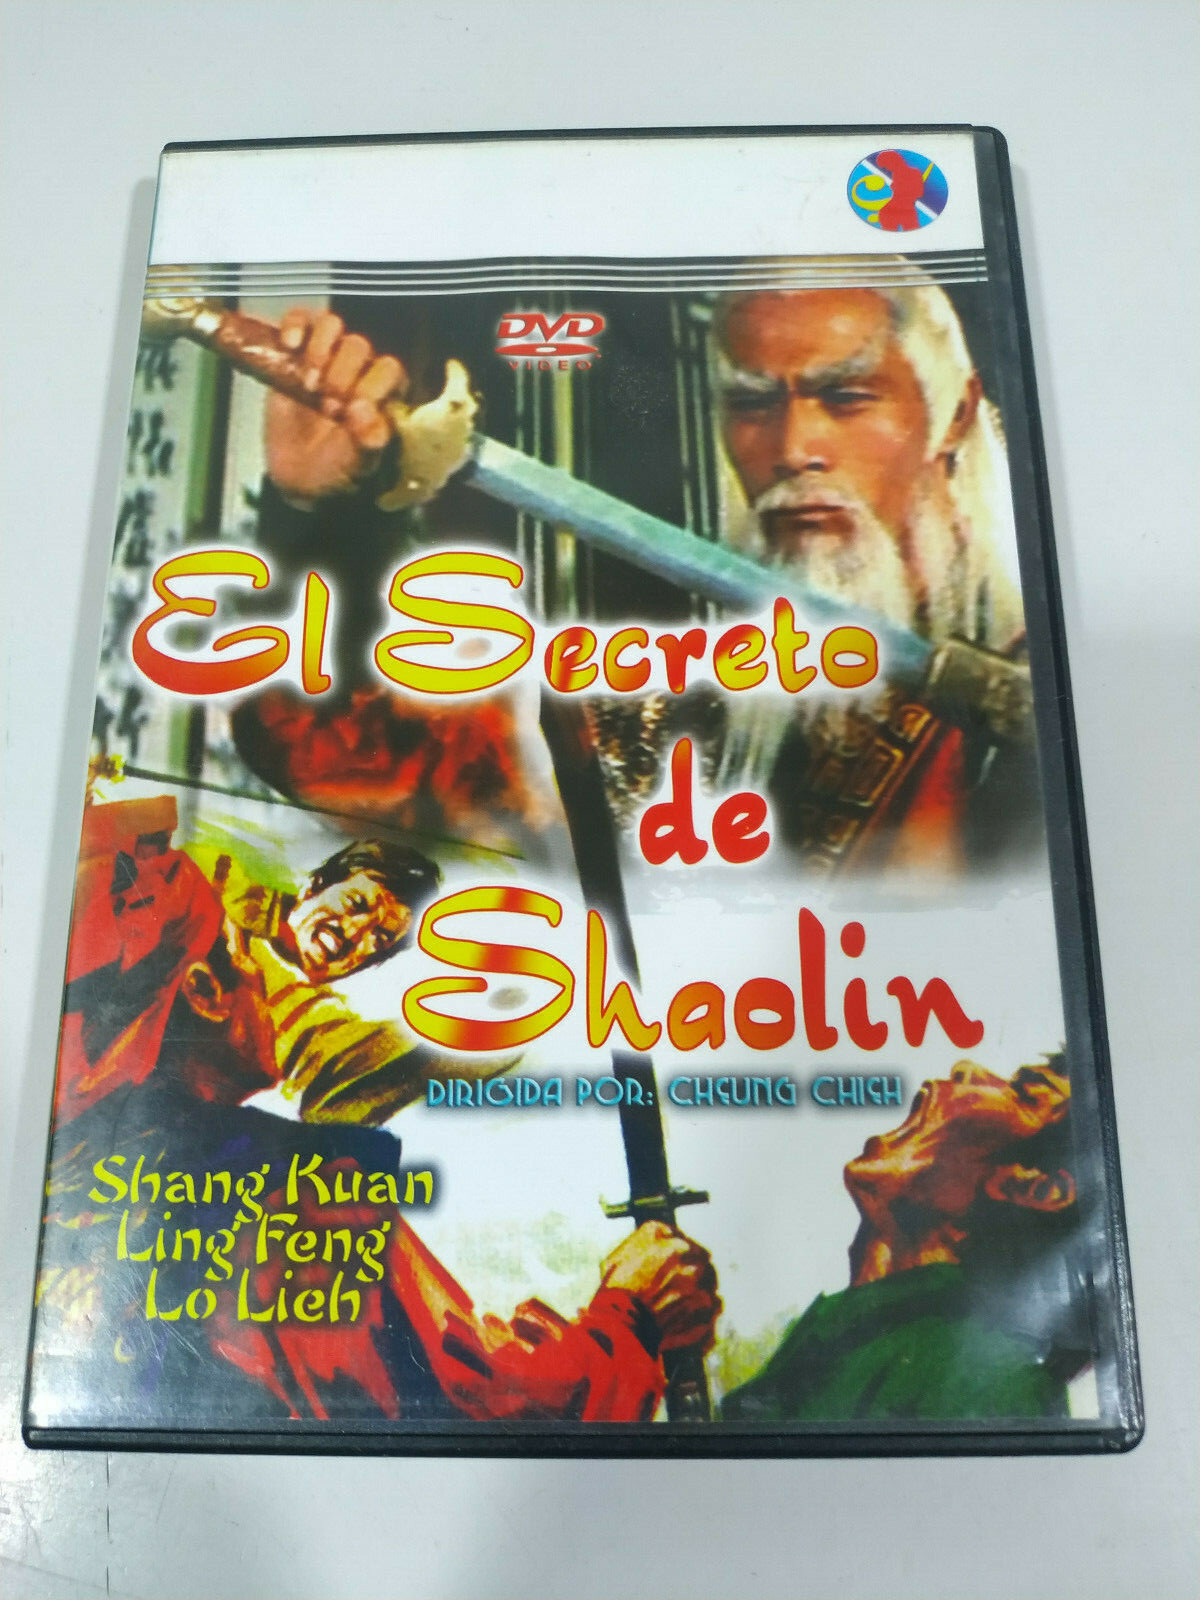 DVD
VIDEO
El Secreto
de
Shaolin
DIRIGIDA POR: CHEUNG CHIEH
Shang Kuan
Ling Feng
Lo Lieh